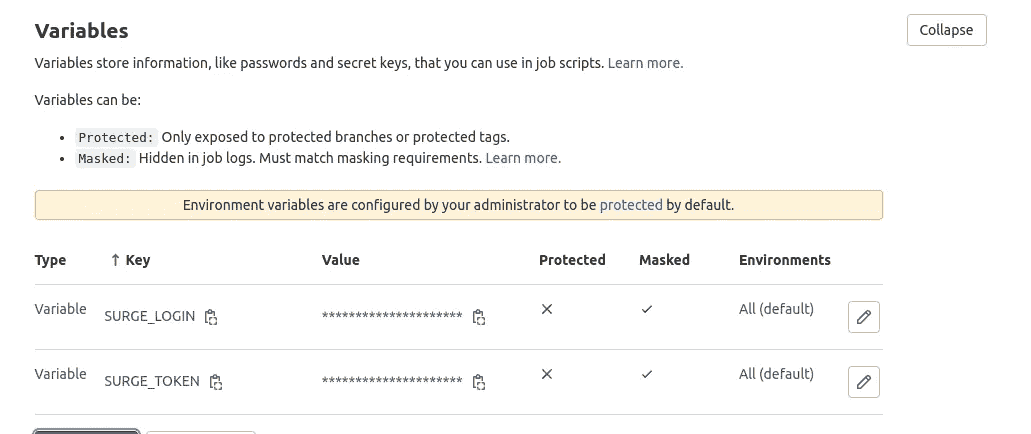 Variables
Collapse
Variables store information, like passwords and secret keys, that you can use in job scripts. Learn more.
Variables can be:
• Protected: Only exposed to protected branches or protected tags.
• Masked: Hidden in job logs. Must match masking requirements. Learn more.
Environment variables are configured by your administrator to be protected by default.
Type ↑ Key Value Protected Masked Environments
Variable SURGE_LOGIN ********************* All (default)
Variable SURGE_TOKEN ********************* All (default)